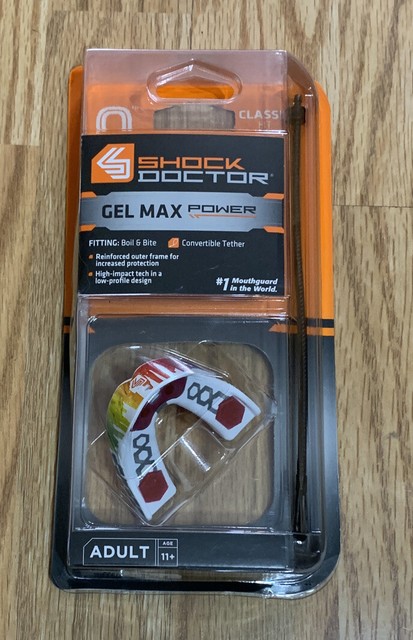 CLASS
SHOCK
DOCTOR®
GEL MAX POWER
FITTING: Boil & Bite Convertible Tether
• Reinforced outer frame for
increased protection
• High-impact tech in a
low-profile design
#1 Mouthguard
in the World.
ADULT AGE
11+